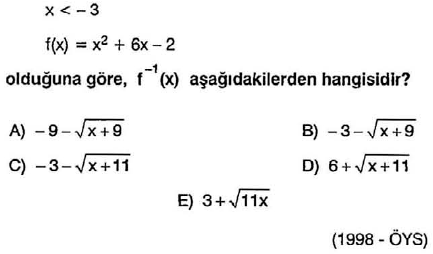 x < – 3
f(x) = x² + 6x – 2
olduğuna göre, f⁻¹(x) aşağıdakilerden hangisidir?
A) – 9 – √(x + 9)    B) – 3 – √(x + 9)
C) – 3 – √(x + 11)    D) 6 + √(x + 11)
E) 3 + √(11x)
(1998 - ÖYS)